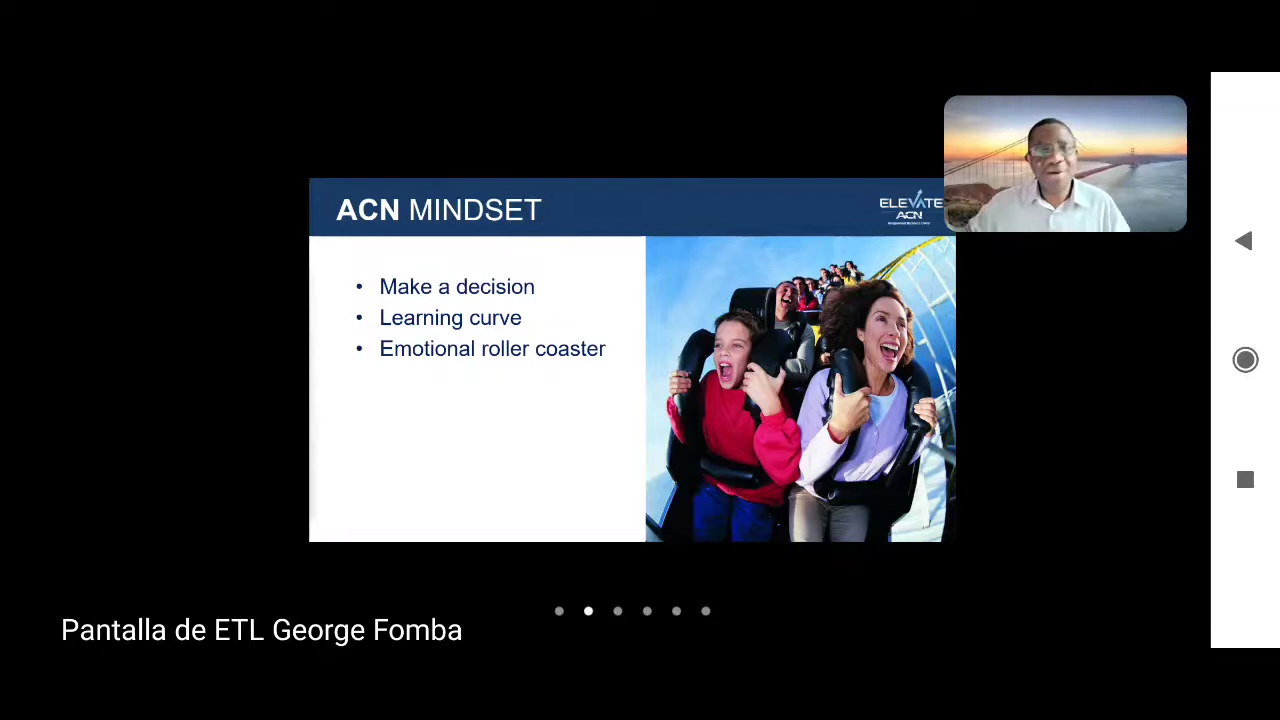 ACN MINDSET
ELEVATE
ACN
• Make a decision
• Learning curve
• Emotional roller coaster
Pantalla de ETL George Fomba